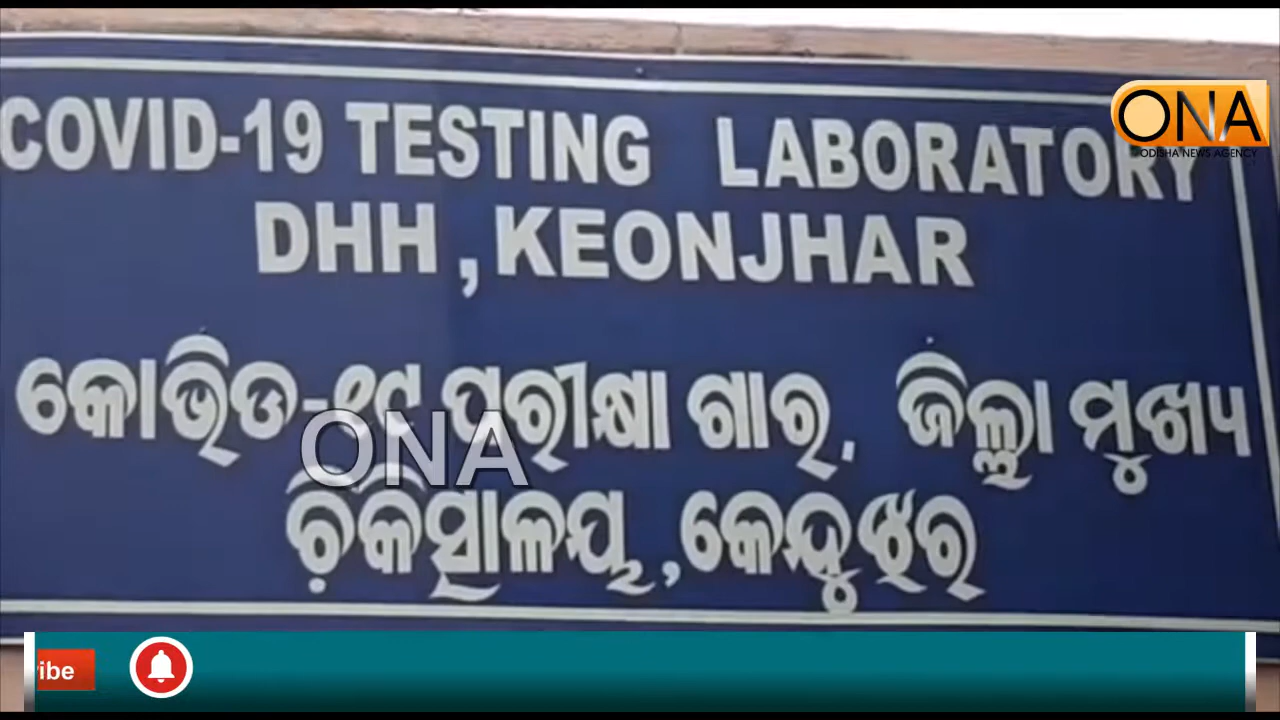 COVID-19 TESTING LABORATORY
DHH, KEONJHAR
କୋଭିଡ-୧୯ ପରୀକ୍ଷା ଗାର, ଜିଲ୍ଲା ମୁଖ୍ୟ
ଚିକିତ୍ସାଳୟ, କେନ୍ଦୁଝର
ONA
ODISHA NEWS AGENCY
ONA
ibe